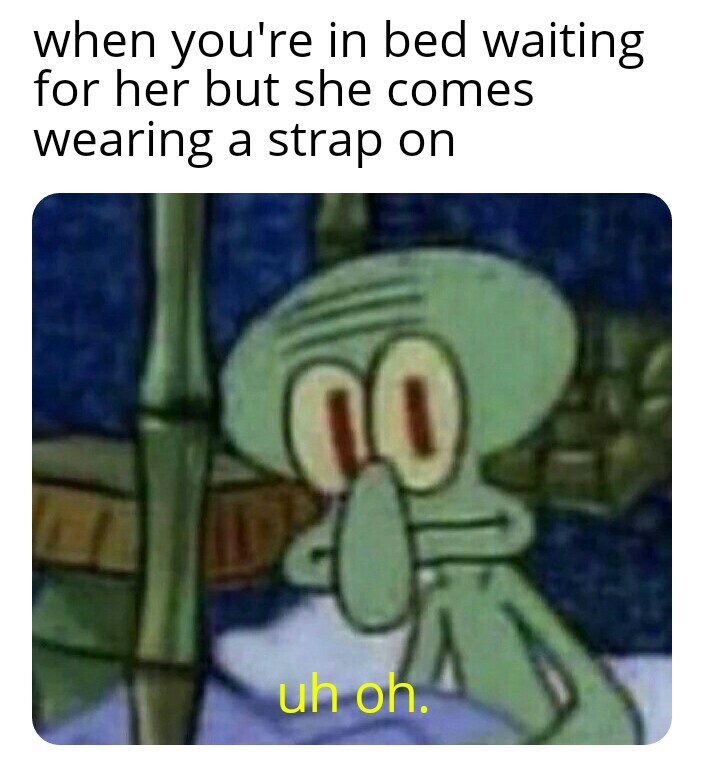 when you're in bed waiting
for her but she comes
wearing a strap on
uh oh.